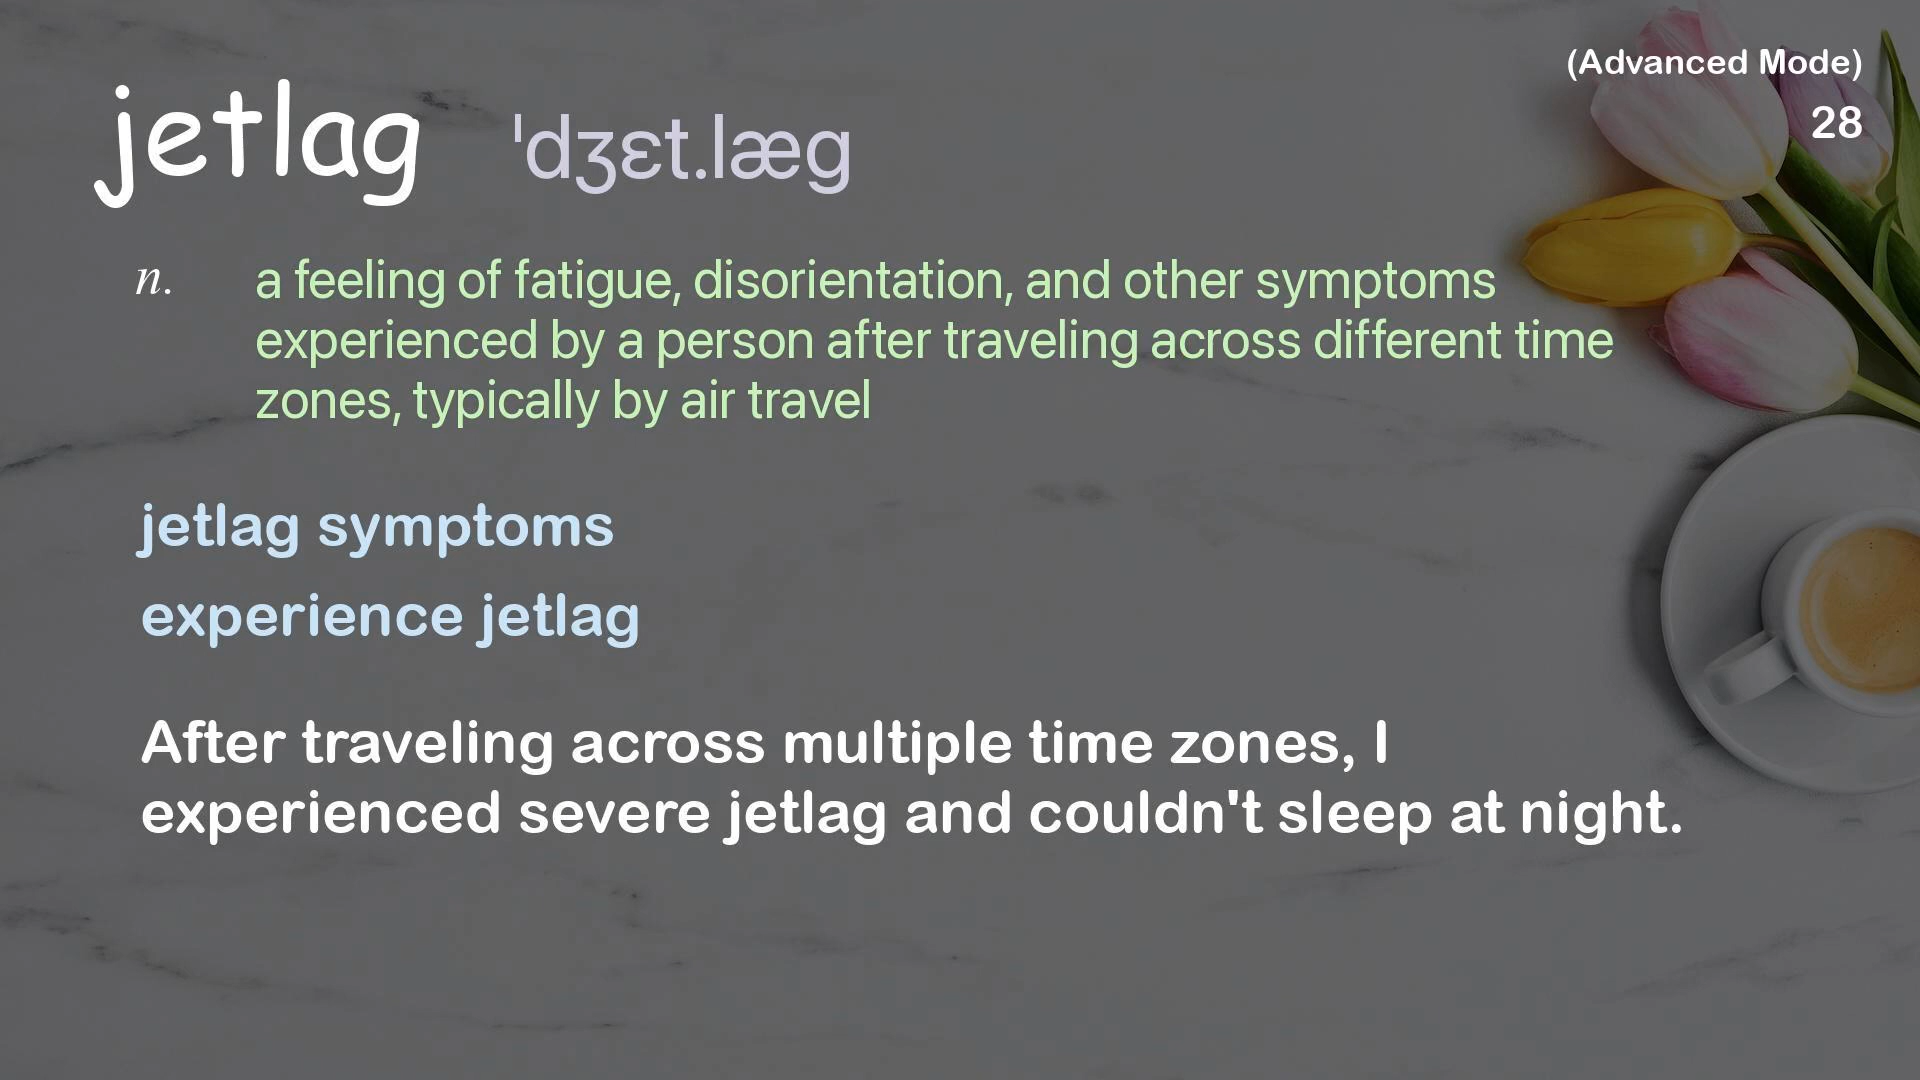 (Advanced Mode)
28
jetlag ˈdʒɛt.læg
n. a feeling of fatigue, disorientation, and other symptoms
experienced by a person after traveling across different time
zones, typically by air travel
jetlag symptoms
experience jetlag
After traveling across multiple time zones, I
experienced severe jetlag and couldn't sleep at night.